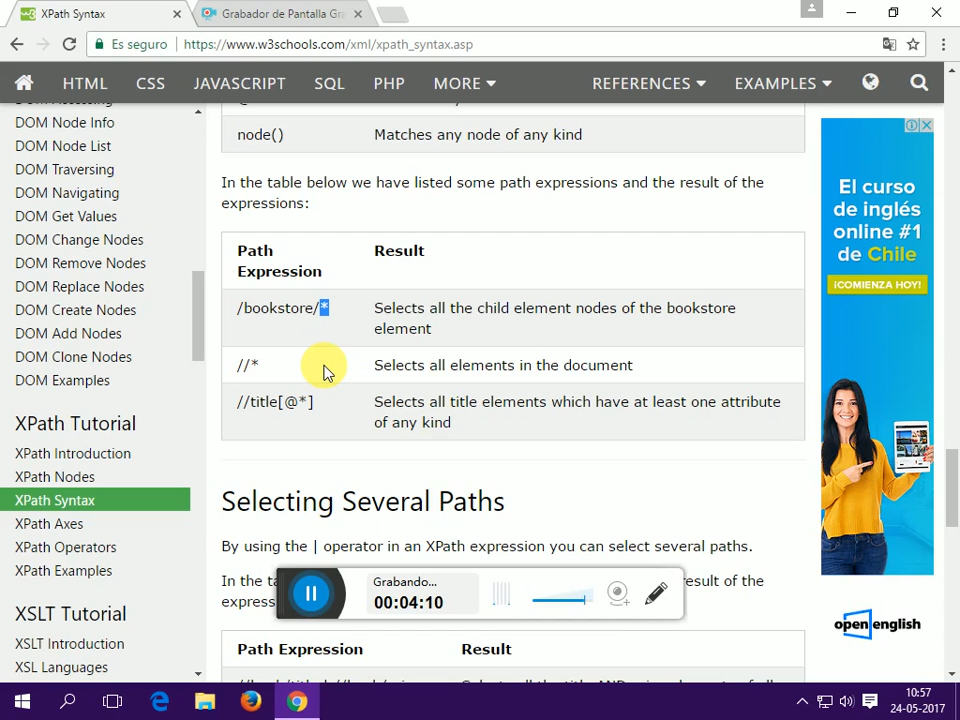 XPath Syntax
Grabador de Pantalla Gra
Es seguro
https://www.w3schools.com/xml/xpath_syntax.asp
HTML CSS JAVASCRIPT SQL PHP MORE REFERENCES EXAMPLES
DOM Node Info
DOM Node List
DOM Traversing
DOM Navigating
DOM Get Values
DOM Change Nodes
DOM Remove Nodes
DOM Replace Nodes
DOM Create Nodes
DOM Add Nodes
DOM Clone Nodes
DOM Examples
XPath Tutorial
XPath Introduction
XPath Nodes
XPath Syntax
XPath Axes
XPath Operators
XPath Examples
XSLT Tutorial
XSLT Introduction
XSL Languages
node() Matches any node of any kind
In the table below we have listed some path expressions and the result of the
expressions:
Path
Expression
Result
/bookstore/*
Selects all the child element nodes of the bookstore
element
//*
Selects all elements in the document
//title[@*]
Selects all title elements which have at least one attribute
of any kind
Selecting Several Paths
By using the | operator in an XPath expression you can select several paths.
In the ta
result of the
express
Grabando...
00:04:10
Path Expression Result
El curso
de inglés
online #1
de Chile
¡COMIENZA HOY!
openenglish
10:57
24-05-2017